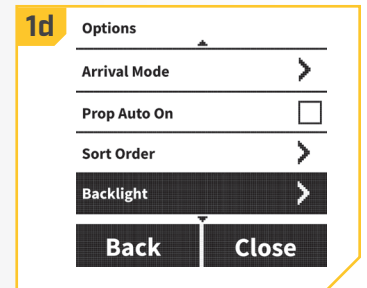 1d
Options
Arrival Mode
Prop Auto On
Sort Order
Backlight
Back Close